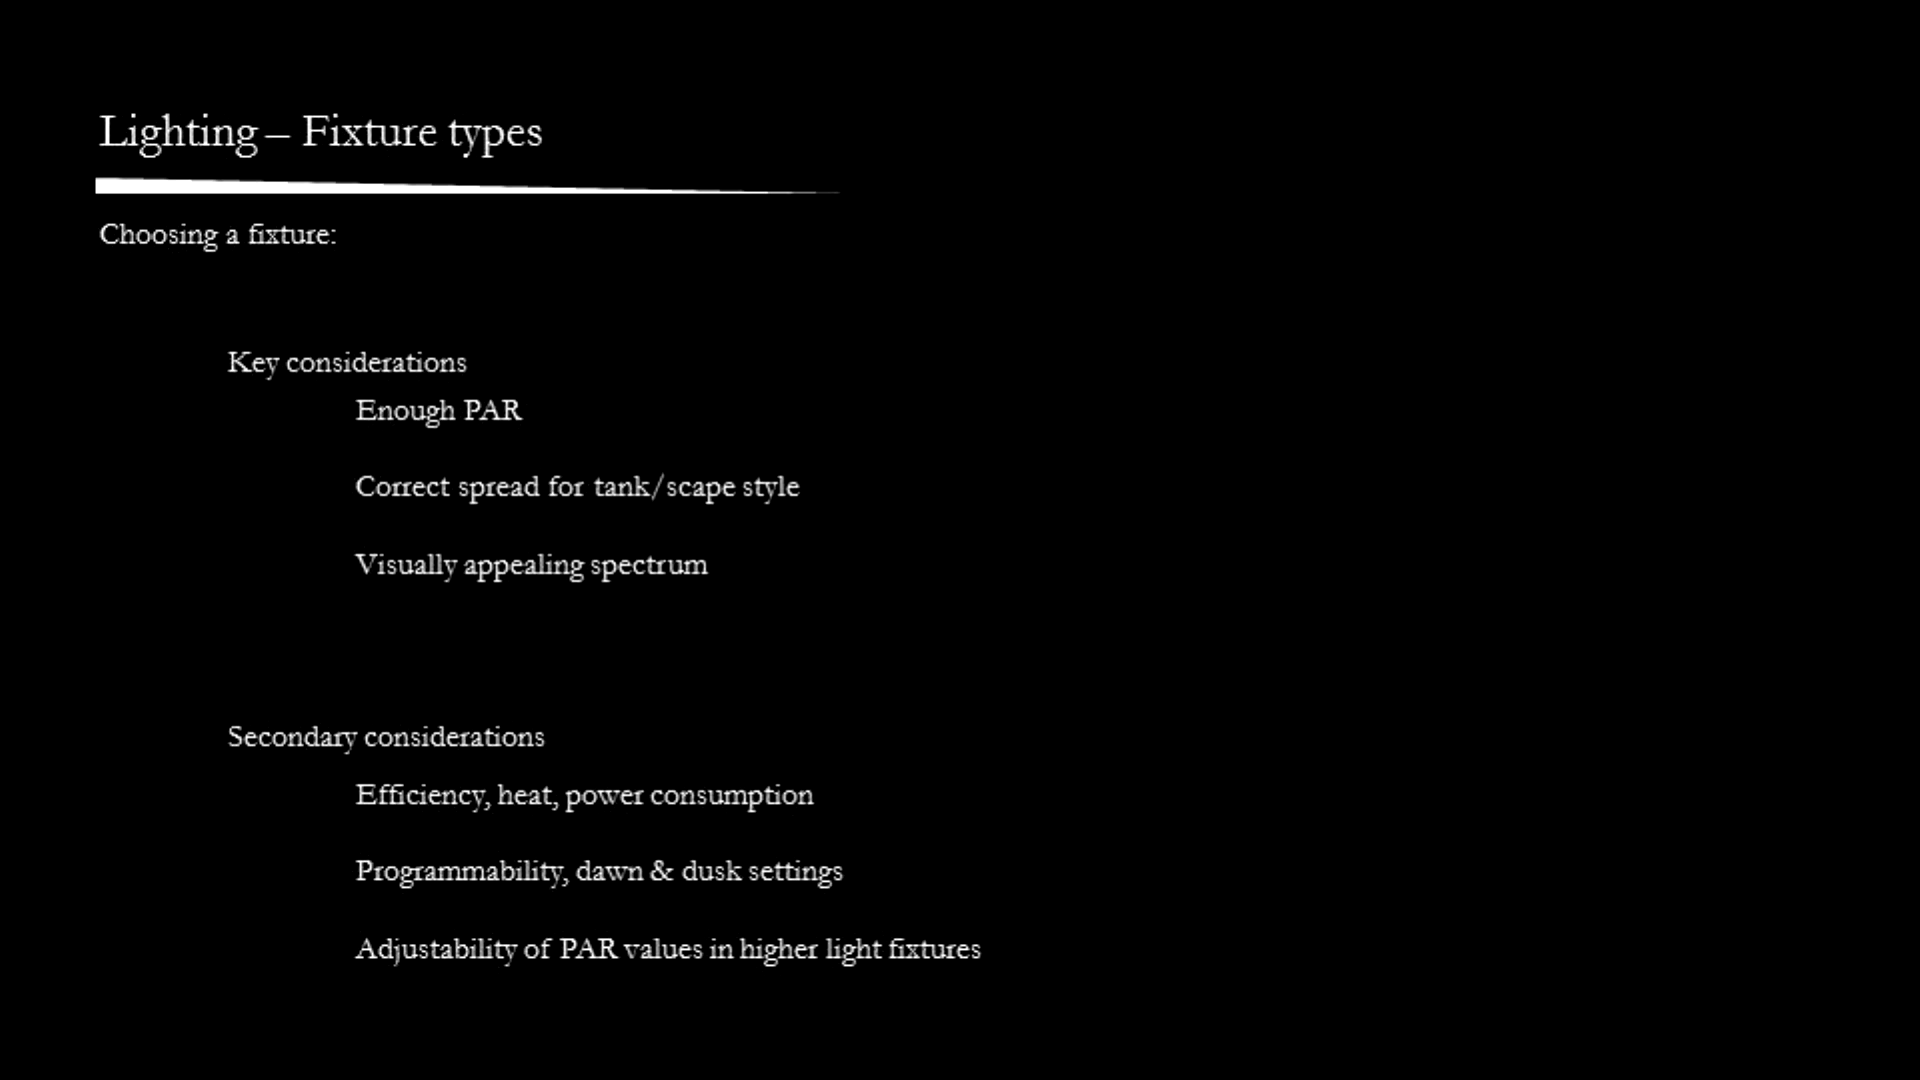 Lighting – Fixture types
Choosing a fixture:
Key considerations
Enough PAR
Correct spread for tank/scape style
Visually appealing spectrum
Secondary considerations
Efficiency, heat, power consumption
Programmability, dawn & dusk settings
Adjustability of PAR values in higher light fixtures